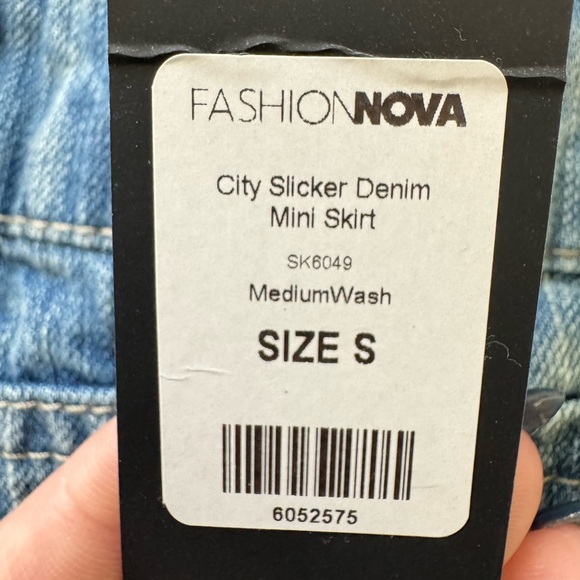 FASHIONNOVA
City Slicker Denim
Mini Skirt
SK6049
MediumWash
SIZE S
6052575